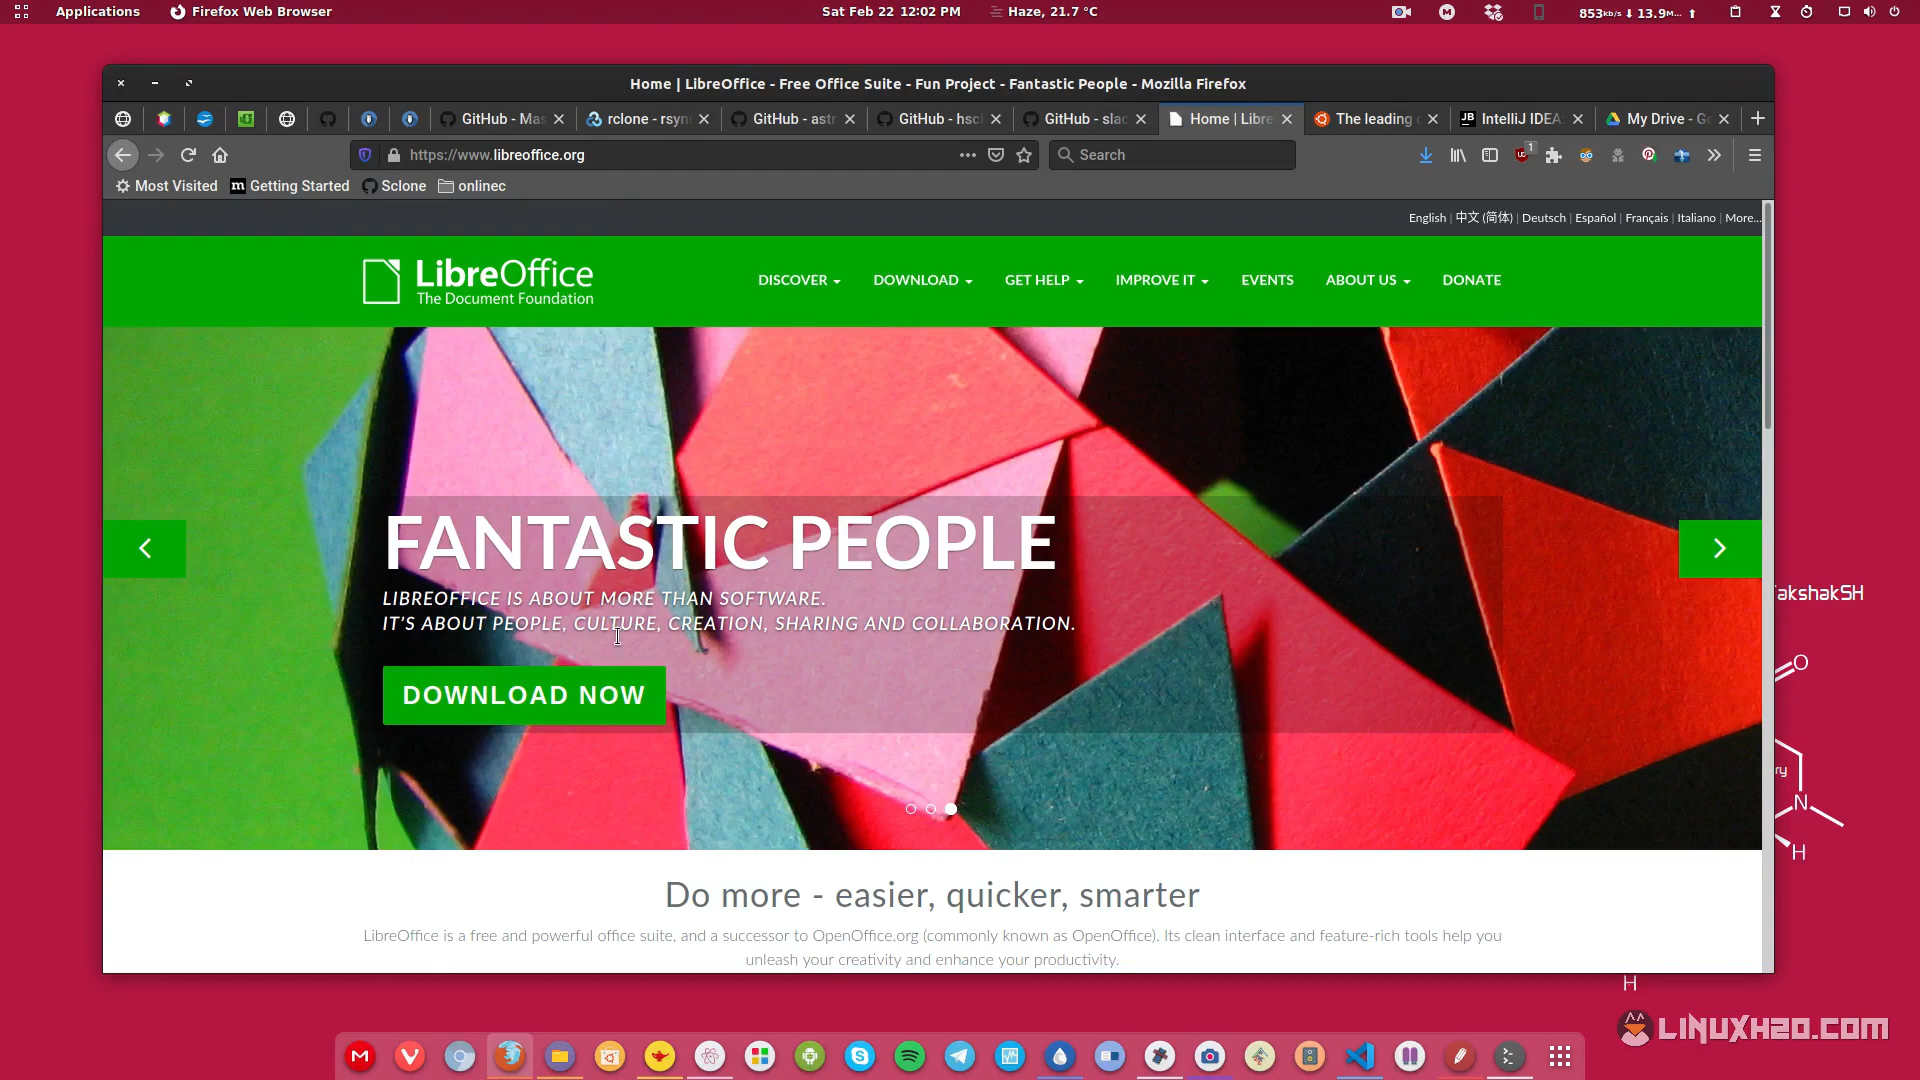 Applications
Firefox Web Browser
Sat Feb 22 12:02 PM
Haze, 21.7 °C
853kb/s ⬇ 13.9M... ⬆
Home | LibreOffice - Free Office Suite - Fun Project - Fantastic People - Mozilla Firefox
GitHub - Mas
rclone - rsyn
GitHub - astr
GitHub - hsc
GitHub - slac
Home | Libre
The leading
IntelliJ IDEA
My Drive - Go
https://www.libreoffice.org
Search
1
Most Visited
Getting Started
Sclone
onlinec
English | 中文 (简体) | Deutsch | Español | Français | Italiano | More...
LibreOffice
The Document Foundation
DISCOVER
DOWNLOAD
GET HELP
IMPROVE IT
EVENTS
ABOUT US
DONATE
FANTASTIC PEOPLE
LIBREOFFICE IS ABOUT MORE THAN SOFTWARE.
IT'S ABOUT PEOPLE, CULTURE, CREATION, SHARING AND COLLABORATION.
DOWNLOAD NOW
Do more - easier, quicker, smarter
LibreOffice is a free and powerful office suite, and a successor to OpenOffice.org (commonly known as OpenOffice). Its clean interface and feature-rich tools help you
unleash your creativity and enhance your productivity.
TakshakSH
O
ry
N
H
H
LINUXH2O.COM